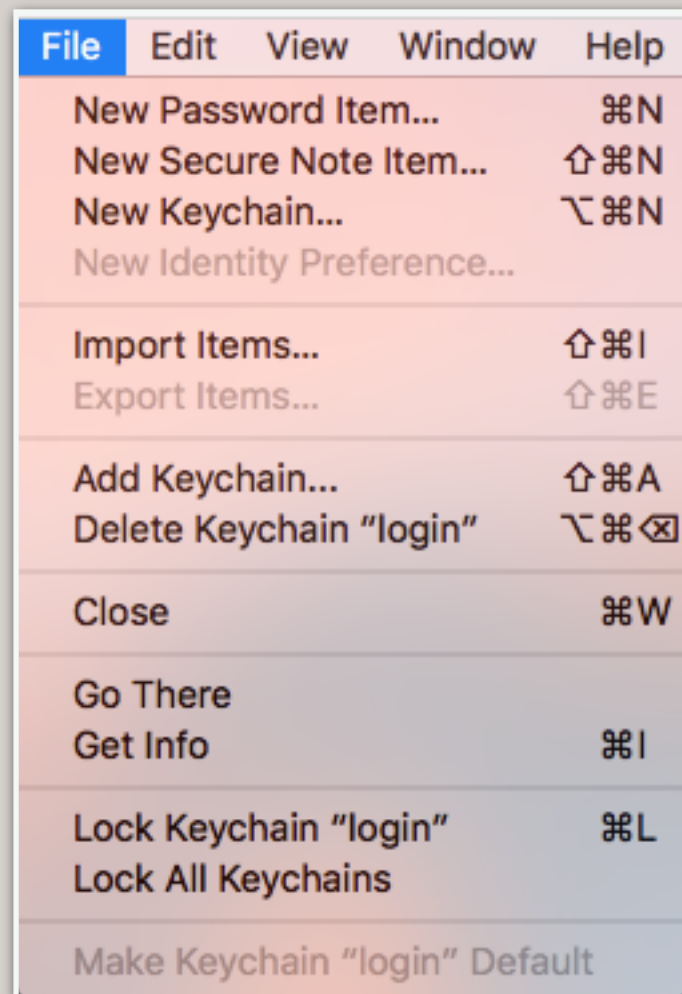 File Edit View Window Help
New Password Item... ⌘N
New Secure Note Item... ⇧⌘N
New Keychain... ⌥⌘N
New Identity Preference...
Import Items... ⇧⌘I
Export Items... ⇧⌘E
Add Keychain... ⇧⌘A
Delete Keychain “login” ⌥⌘⌫
Close ⌘W
Go There
Get Info ⌘I
Lock Keychain “login” ⌘L
Lock All Keychains
Make Keychain “login” Default